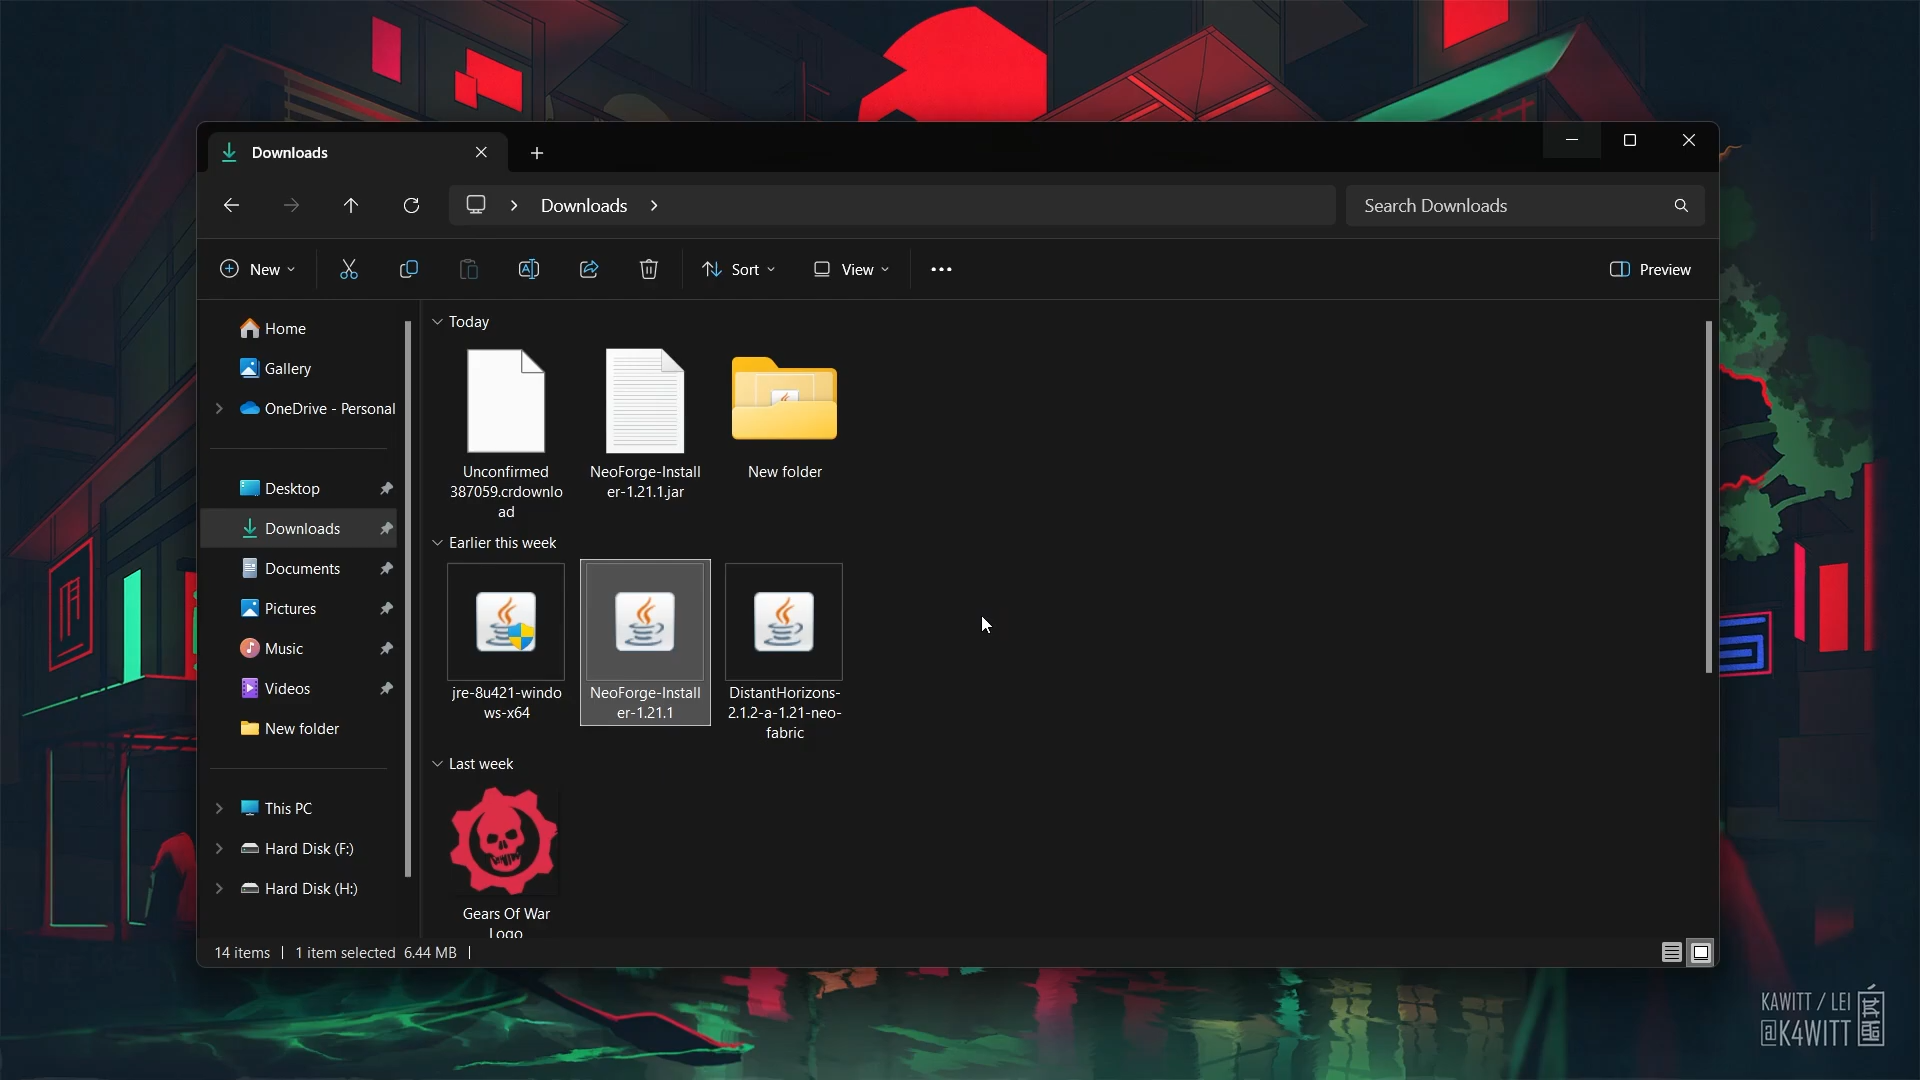 Downloads
Downloads
Search Downloads
New
Sort
View
Preview
Home
Gallery
OneDrive - Personal
Desktop
Downloads
Documents
Pictures
Music
Videos
New folder
This PC
Hard Disk (F:)
Hard Disk (H:)
Today
Unconfirmed
387059.crdownlo
ad
NeoForge-Install
er-1.21.1.jar
New folder
Earlier this week
jre-8u421-windo
ws-x64
NeoForge-Install
er-1.21.1
DistantHorizons-
2.1.2-a-1.21-neo-
fabric
Last week
Gears Of War
Logo
14 items
1 item selected 6.44 MB
KAWITT / LEI
@K4WITT